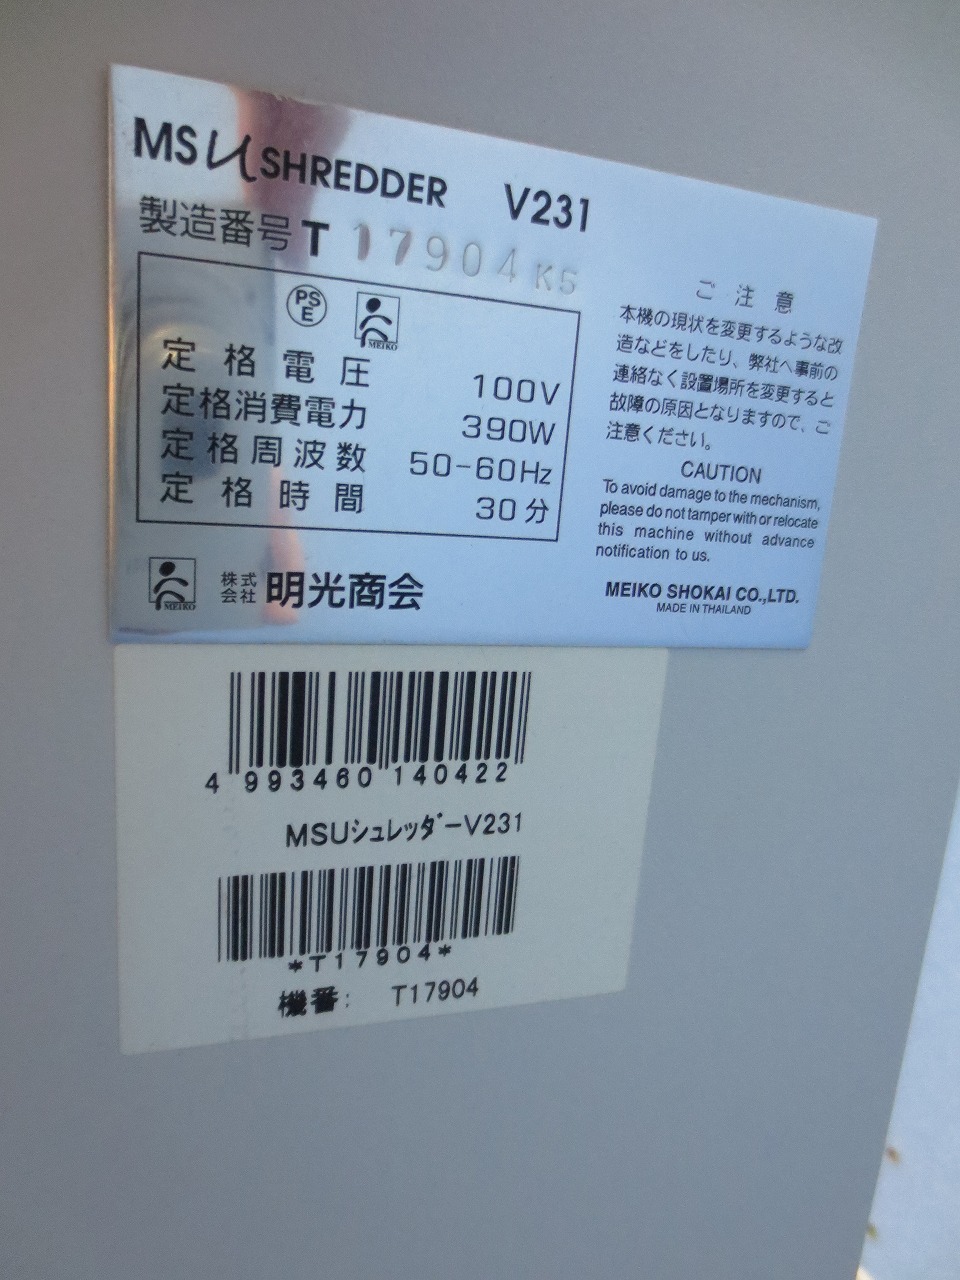 MSU SHREDDER V231
製造番号 T 17904 K5
PS
E
MEIKO
定格電圧 100V
定格消費電力 390W
定格周波数 50-60Hz
定格時間 30分
ご注意
本機の現状を変更するような改
造などをしたり、弊社へ事前の
連絡なく設置場所を変更すると
故障の原因となりますので、ご
注意ください。
CAUTION
To avoid damage to the mechanism,
please do not tamper with or relocate
this machine without advance
notification to us.
MEIKO
株式会社 明光商会
MEIKO SHOKAI CO.,LTD.
MADE IN THAILAND
4 993460 140422
MSUシュレッダーV231
*T17904*
機番: T17904